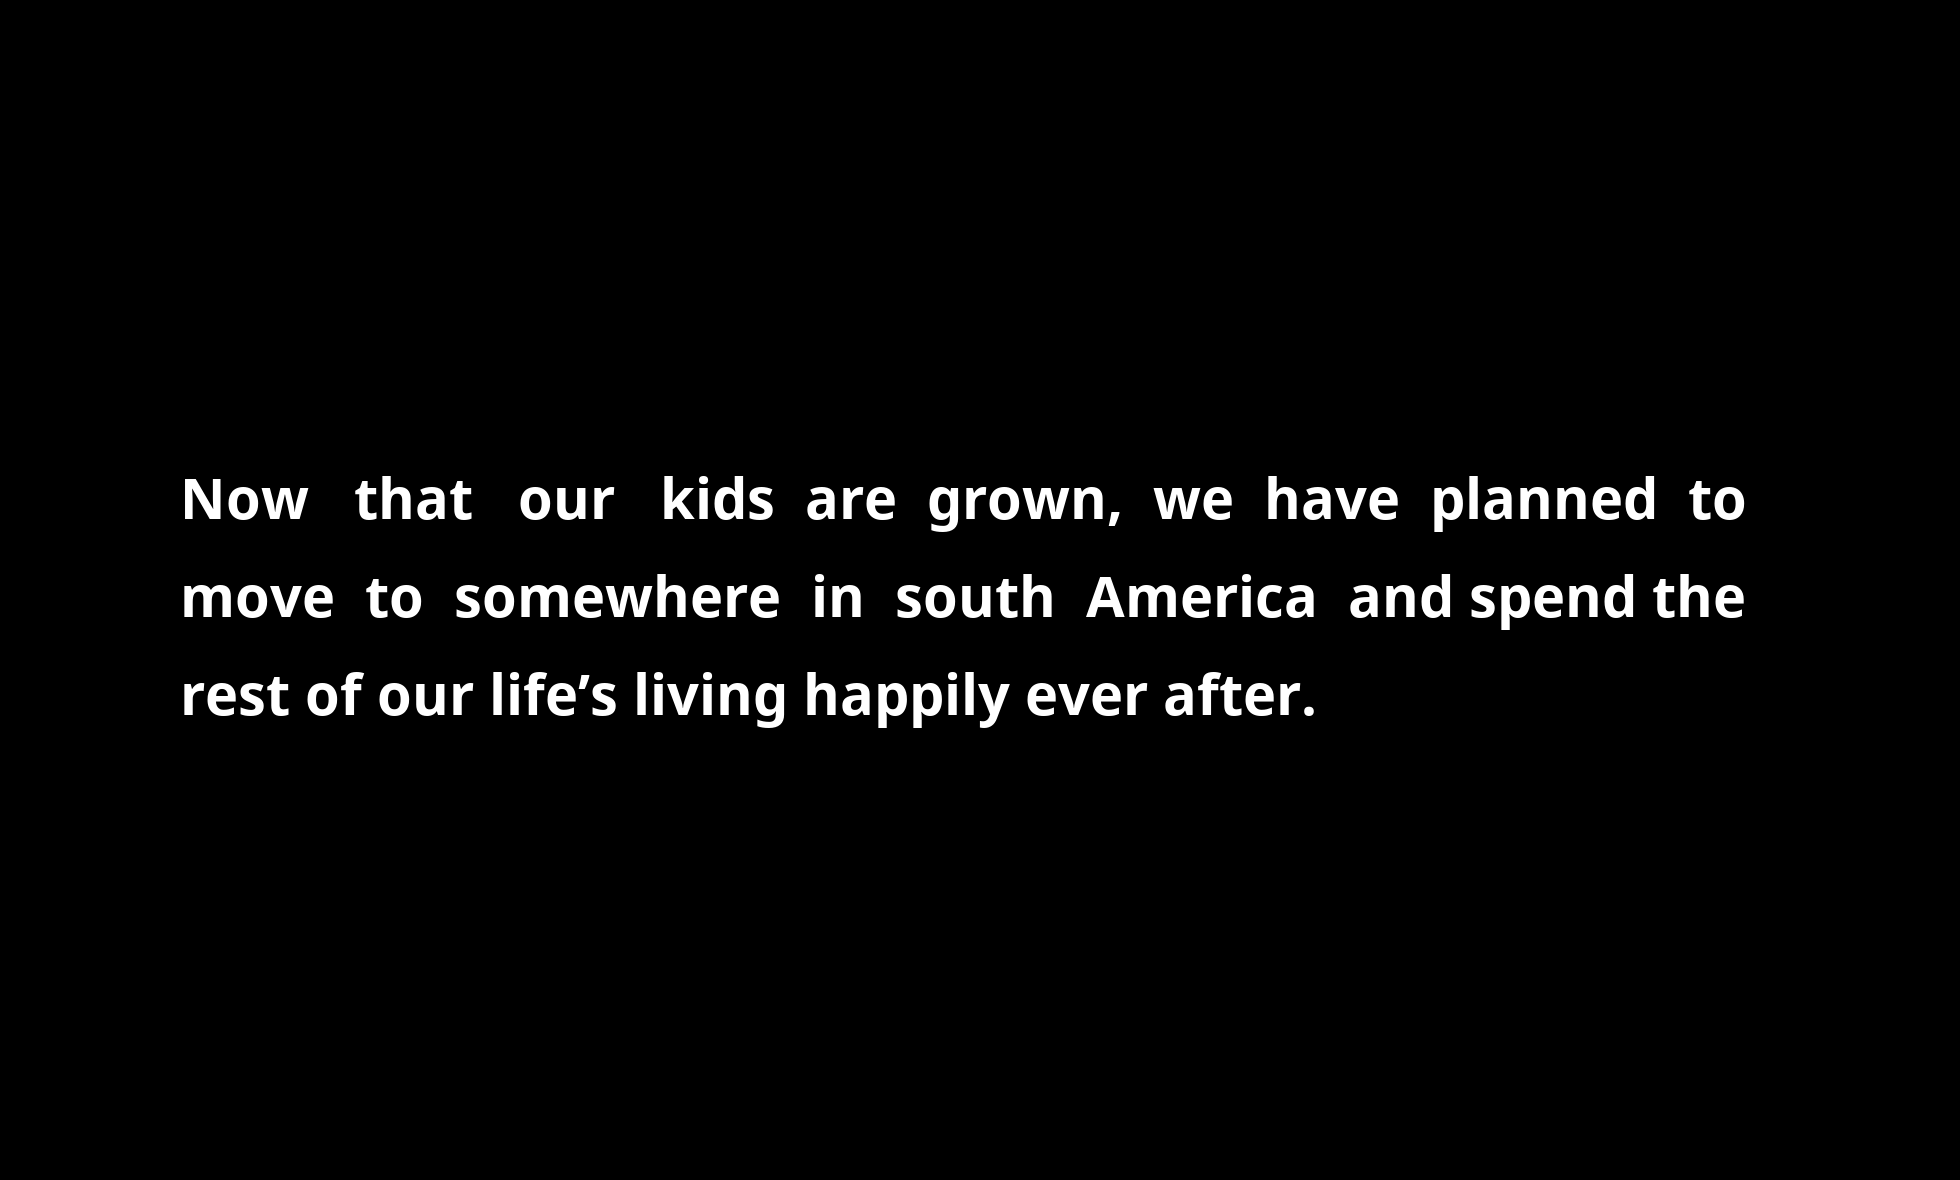 Now that our kids are grown, we have planned to
move to somewhere in south America and spend the
rest of our life’s living happily ever after.